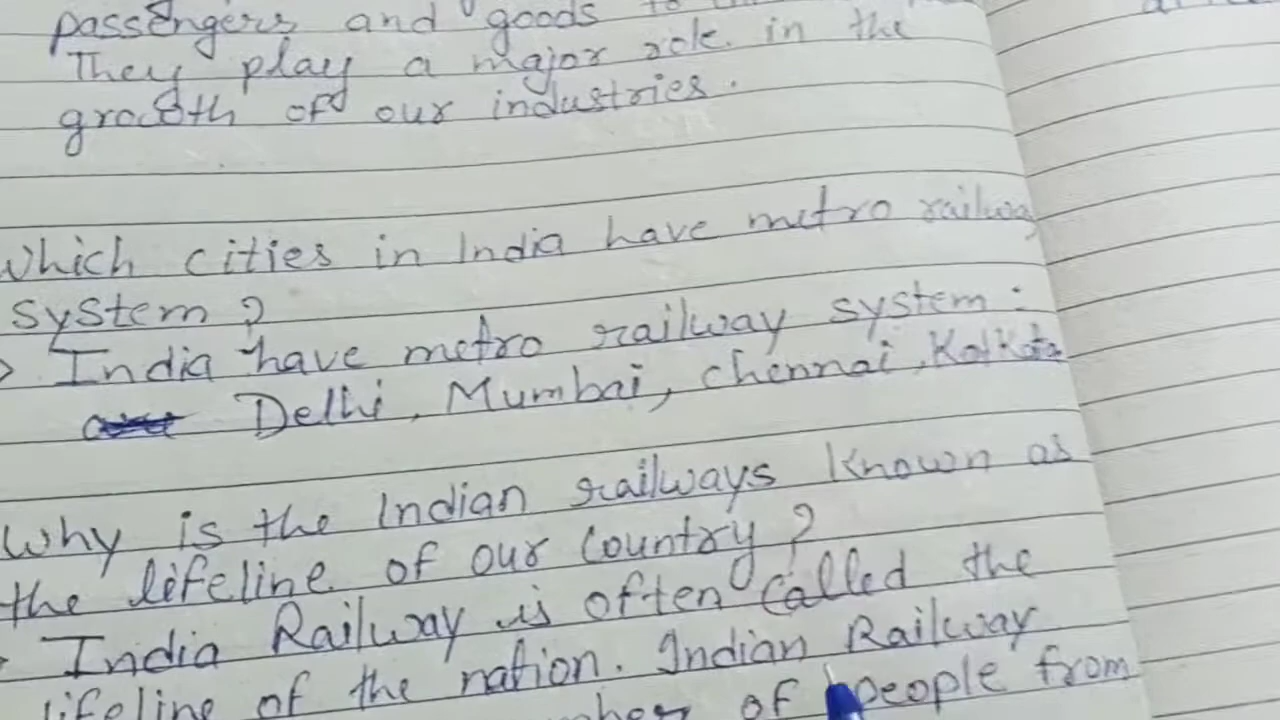 passengers and goods to
They play a major role in the
growth of our industries.
which cities in India have metro railway
system?
India have metro railway system:
Delhi, Mumbai, chennai, Kolkata
Why is the Indian railways known as
the lifeline of our Country?
India Railway is often called the
lifeline of the nation. Indian Railway
of people from